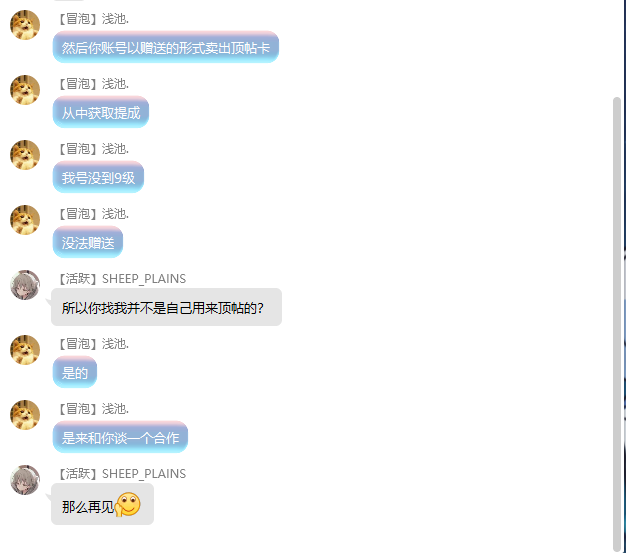 【冒泡】浅池.
然后你账号以赠送的形式卖出顶帖卡
【冒泡】浅池.
从中获取提成
【冒泡】浅池.
我号没到9级
【冒泡】浅池.
没法赠送
【活跃】SHEEP_PLAINS
所以你找我并不是自己用来顶帖的?
【冒泡】浅池.
是的
【冒泡】浅池.
是来和你谈一个合作
【活跃】SHEEP_PLAINS
那么再见